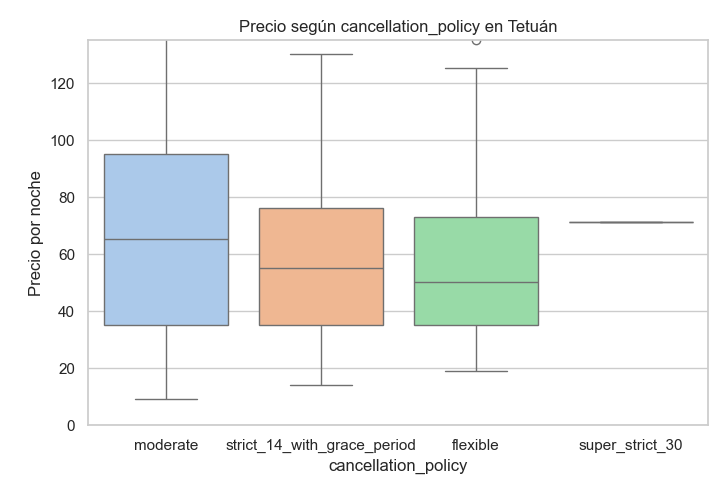 Precio según cancellation_policy en Tetuán
Precio por noche
120
100
80
60
40
20
0
moderate
strict_14_with_grace_period
flexible
super_strict_30
cancellation_policy